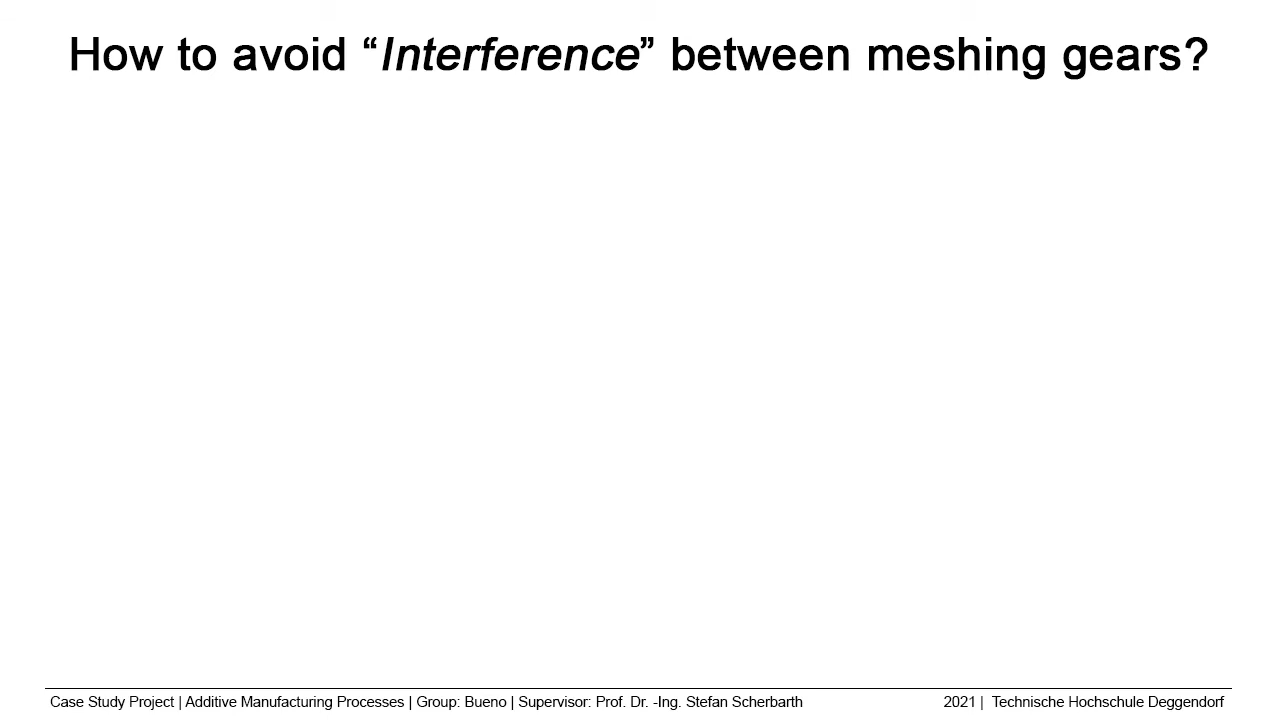 How to avoid “Interference” between meshing gears?
Case Study Project | Additive Manufacturing Processes | Group: Bueno | Supervisor: Prof. Dr. -Ing. Stefan Scherbarth
2021 | Technische Hochschule Deggendorf